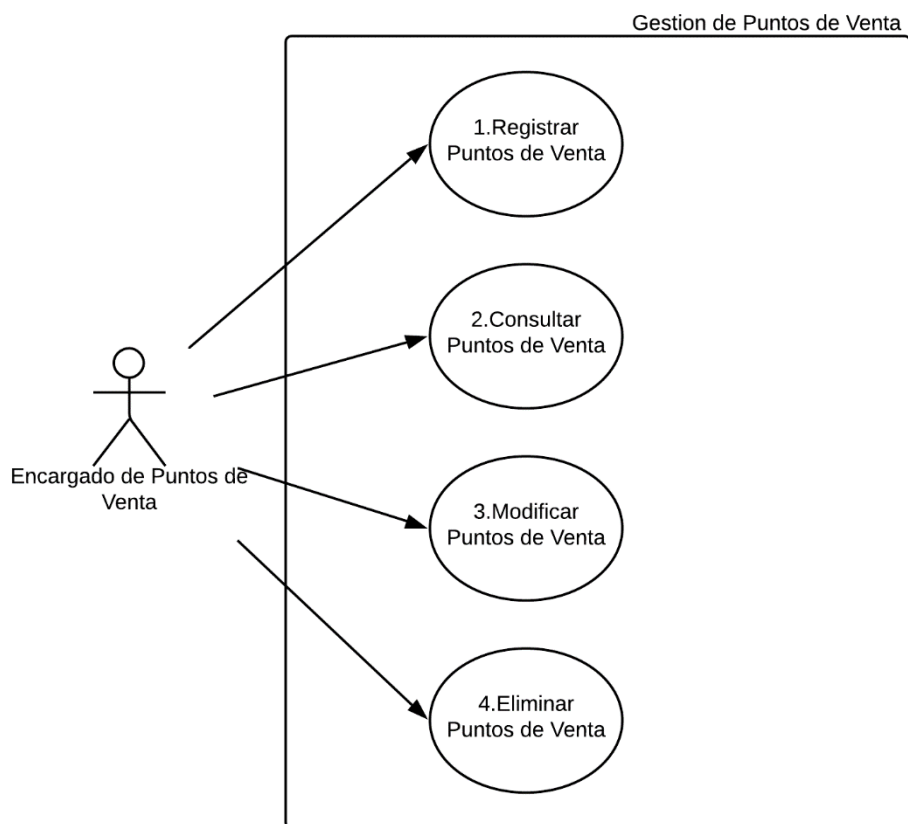 Gestion de Puntos de Venta
1.Registrar
Puntos de Venta
2.Consultar
Puntos de Venta
Encargado de Puntos de
Venta
3.Modificar
Puntos de Venta
4.Eliminar
Puntos de Venta